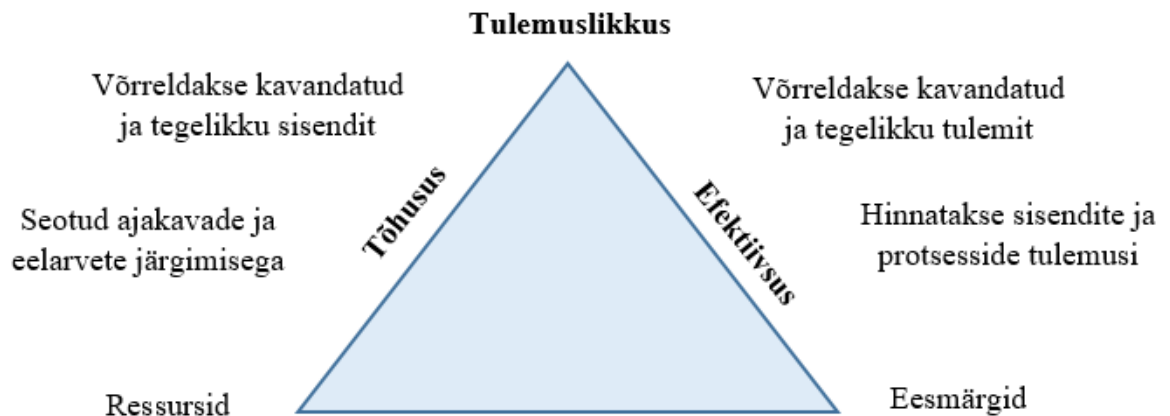 Tulemuslikkus
Võrreldakse kavandatud
ja tegelikku sisendit
Võrreldakse kavandatud
ja tegelikku tulemit
Tõhusus
Efektiivsus
Seotud ajakavade ja
eelarvete järgimisega
Hinnatakse sisendite ja
protsesside tulemusi
Ressursid
Eesmärgid